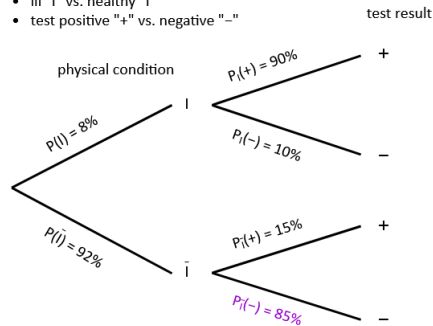 • ill "I" vs. healthy "Ī"
• test positive "+" vs. negative "−"
test result
physical condition
P(I) = 8%
I
P_I(+) = 90%
+
P_I(−) = 10%
−
P(Ī) = 92%
Ī
P_Ī(+) = 15%
+
P_Ī(−) = 85%
−